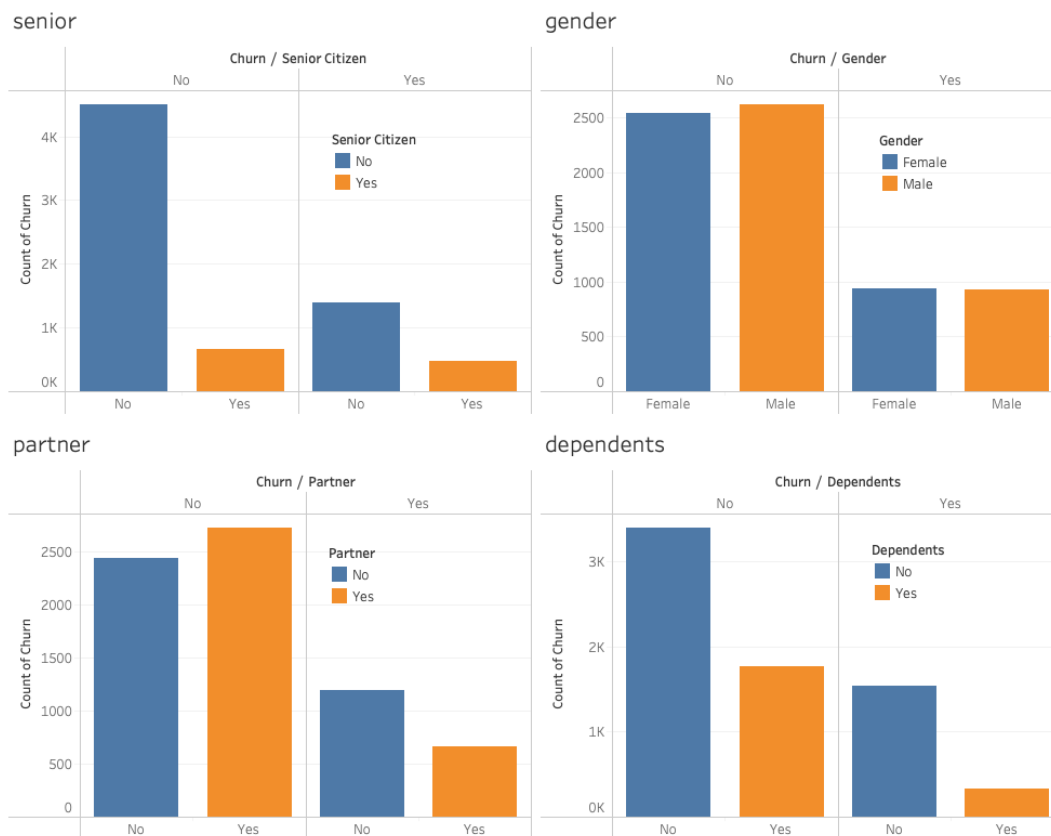 senior
Churn / Senior Citizen
No
Yes
Senior Citizen
No
Yes
Count of Churn
4K
3K
2K
1K
0K
No
Yes
No
Yes
gender
Churn / Gender
No
Yes
Gender
Female
Male
Count of Churn
2500
2000
1500
1000
500
0
Female
Male
Female
Male
partner
Churn / Partner
No
Yes
Partner
No
Yes
Count of Churn
2500
2000
1500
1000
500
0
No
Yes
No
Yes
dependents
Churn / Dependents
No
Yes
Dependents
No
Yes
Count of Churn
3K
2K
1K
0K
No
Yes
No
Yes